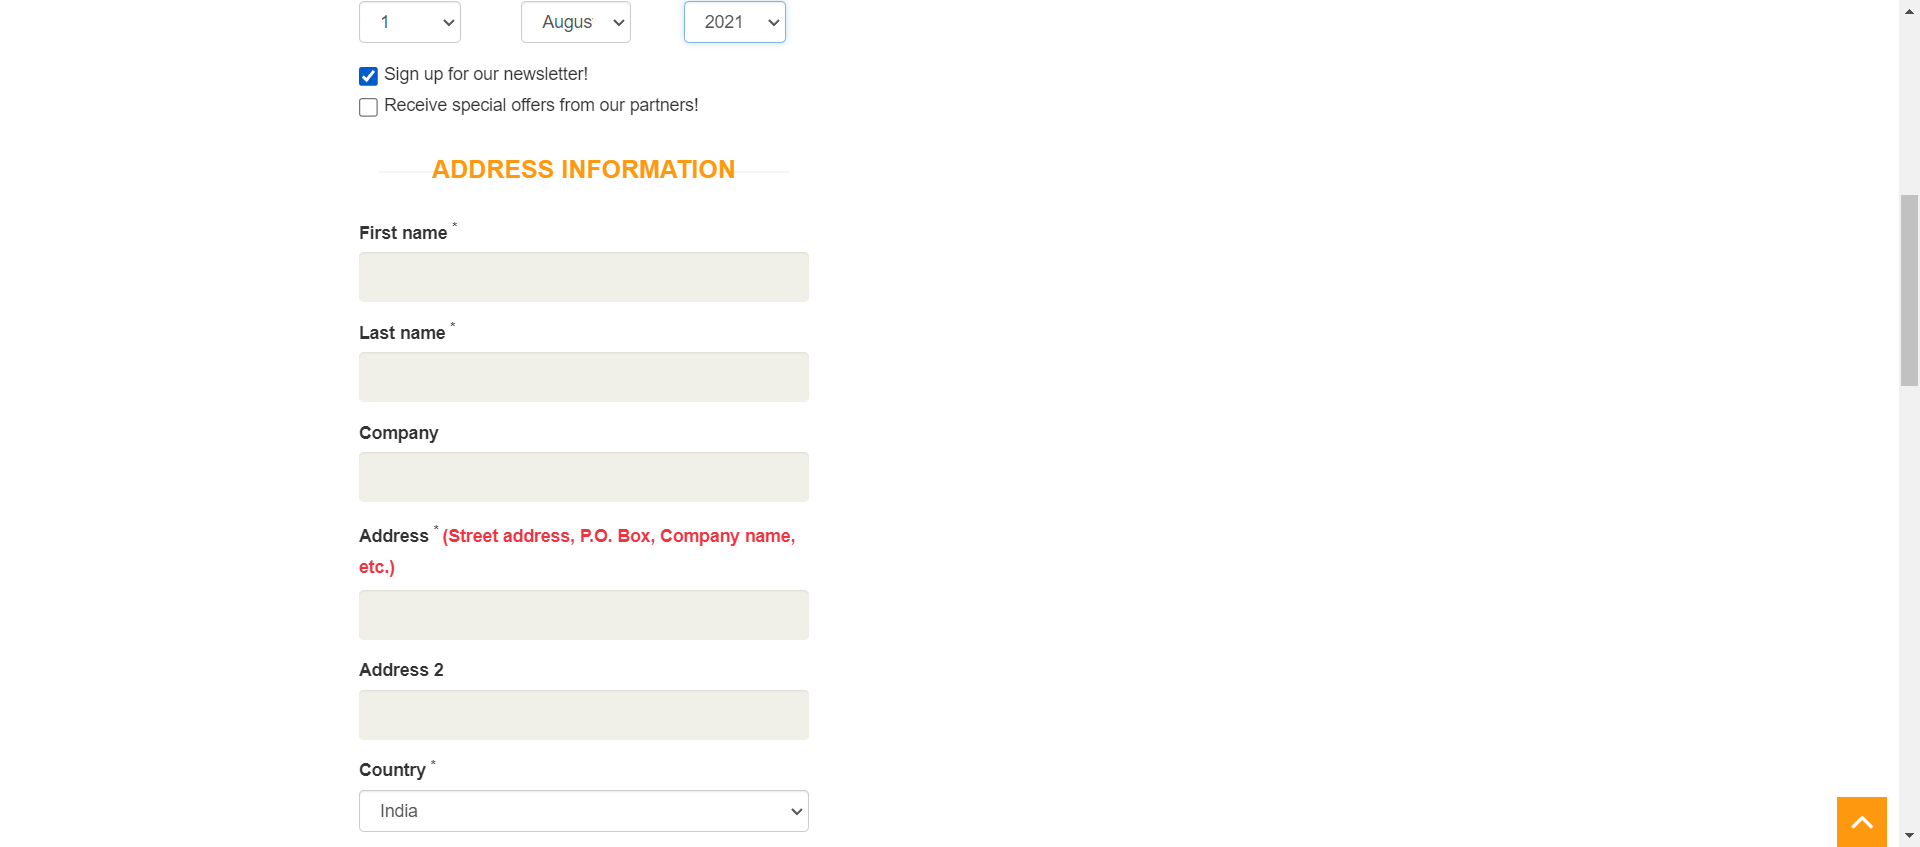 1 Augus 2021
Sign up for our newsletter!
Receive special offers from our partners!
ADDRESS INFORMATION
First name *
Last name *
Company
Address * (Street address, P.O. Box, Company name,
etc.)
Address 2
Country *
India